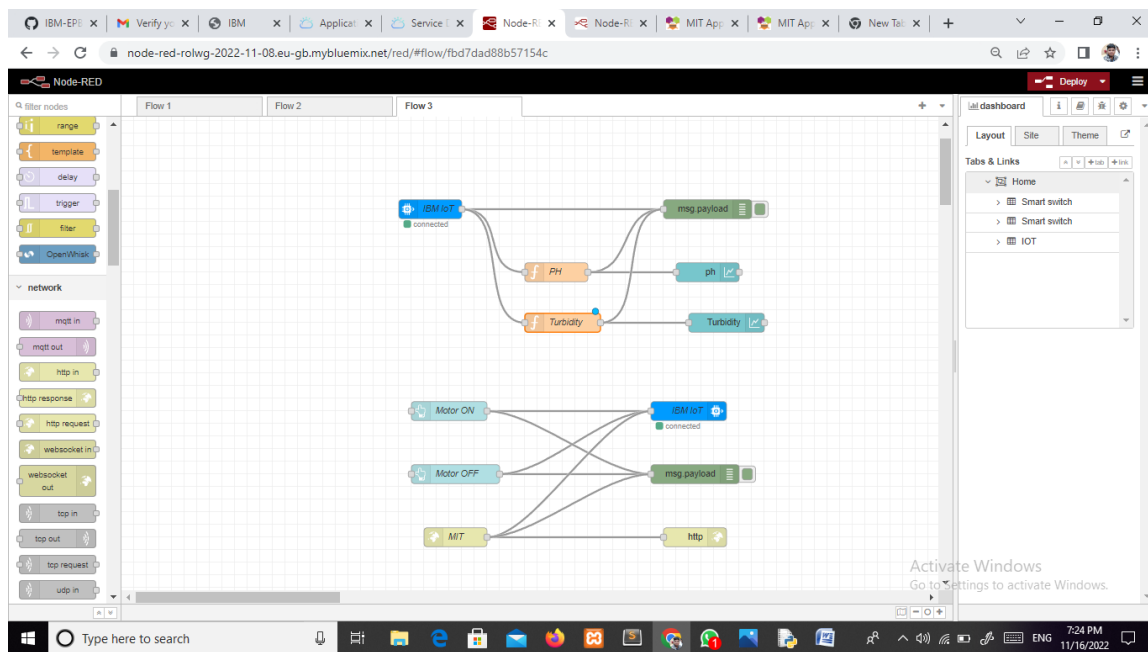 IBM-EPE
Verify yo
IBM
Applicati
Service D
Node-RE
Node-RE
MIT App
MIT App
New Tab
node-red-rolwg-2022-11-08.eu-gb.mybluemix.net/red/#flow/fbd7dad88b57154c
Node-RED
Deploy
filter nodes
Flow 1
Flow 2
Flow 3
dashboard
range
template
delay
trigger
filter
OpenWhisk
network
mqtt in
mqtt out
http in
http response
http request
websocket in
websocket
out
tcp in
tcp out
tcp request
udp in
IBM IoT
connected
msg.payload
PH
ph
Turbidity
Turbidity
Motor ON
IBM IoT
connected
Motor OFF
msg.payload
MIT
http
Layout
Site
Theme
Tabs & Links
+tab
+link
Home
Smart switch
Smart switch
IOT
Activate Windows
Go to Settings to activate Windows.
Type here to search
1
ENG
7:24 PM
11/16/2022